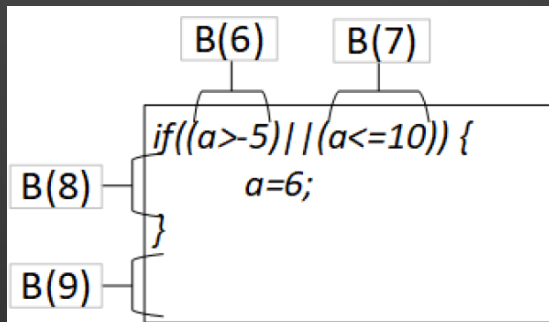 B(6) B(7)
if((a>-5)||(a<=10)) {
B(8) a=6;
}
B(9)